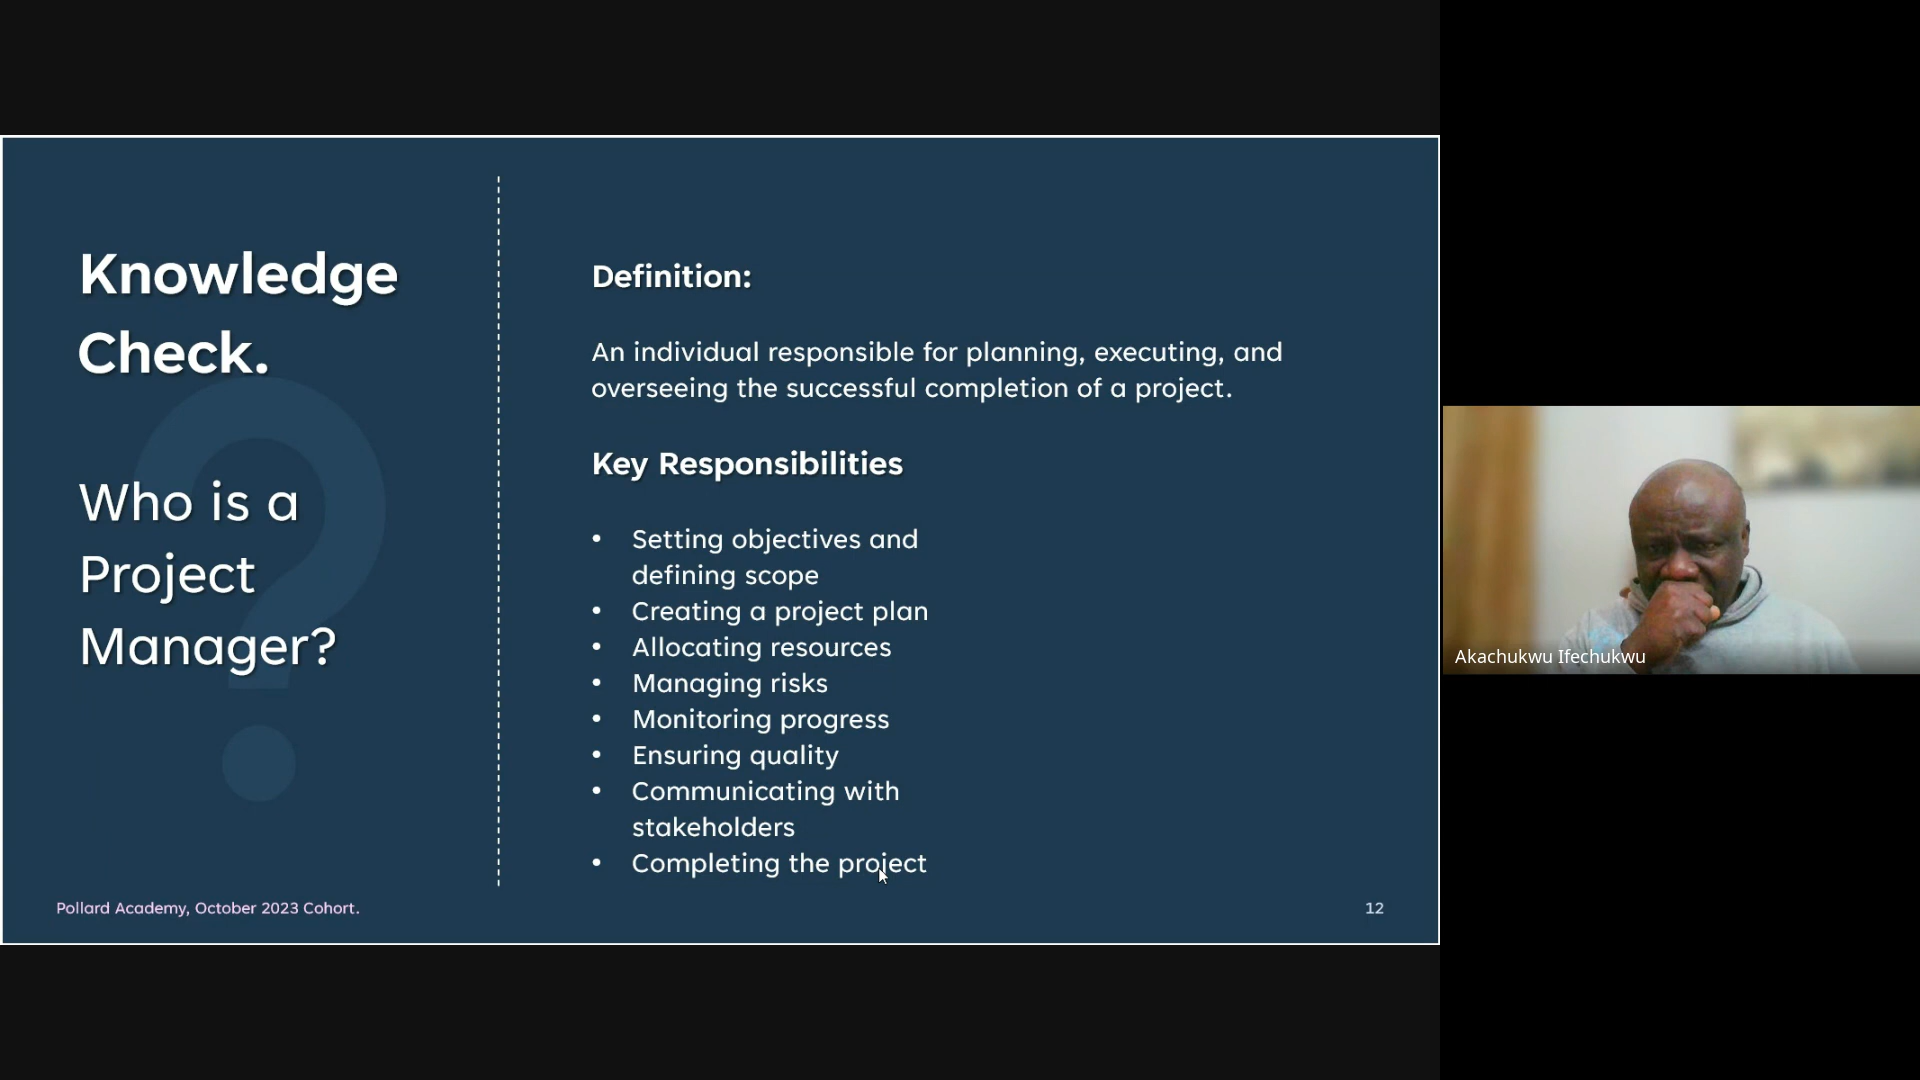 Knowledge
Check.
Who is a
Project
Manager?
Definition:
An individual responsible for planning, executing, and
overseeing the successful completion of a project.
Key Responsibilities
• Setting objectives and
defining scope
• Creating a project plan
• Allocating resources
• Managing risks
• Monitoring progress
• Ensuring quality
• Communicating with
stakeholders
• Completing the project
Pollard Academy, October 2023 Cohort.
12
Akachukwu Ifechukwu